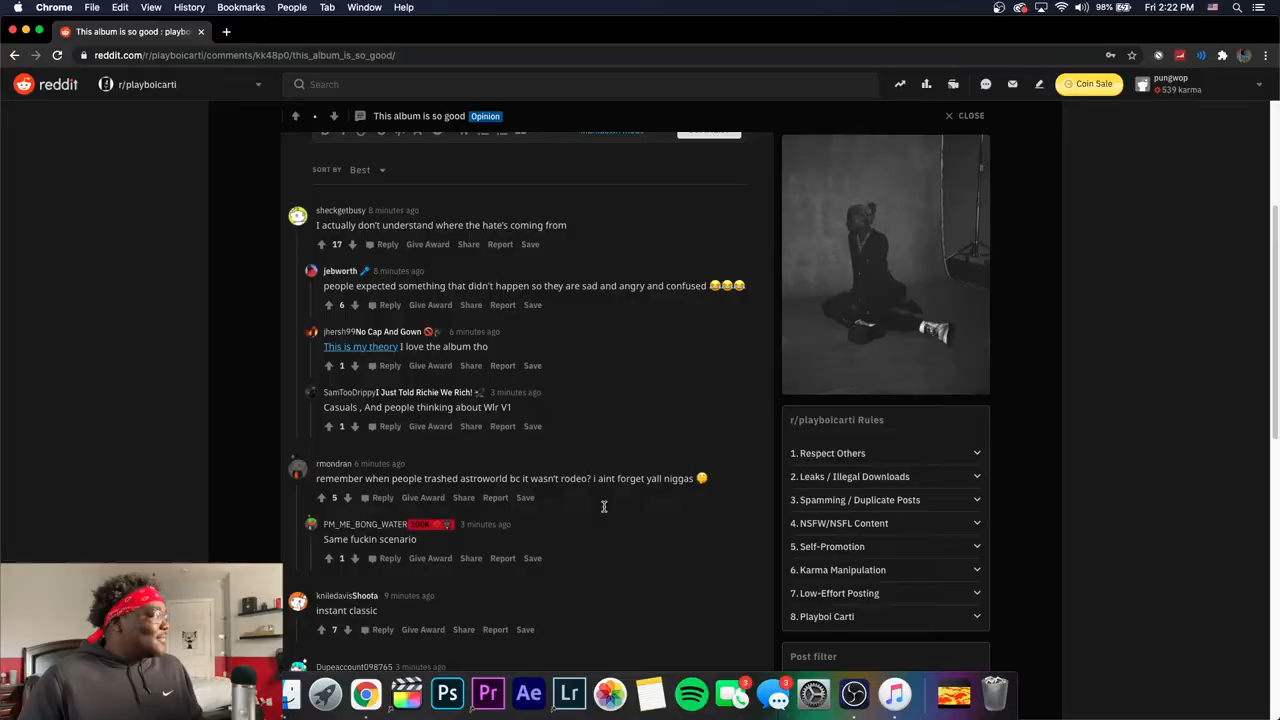 Chrome File Edit View History Bookmarks People Tab Window Help 98% Fri 2:22 PM
This album is so good : playbo
reddit.com/r/playboicarti/comments/kk48p0/this_album_is_so_good/
reddit r/playboicarti Search Coin Sale pungwop
539 karma
This album is so good Opinion CLOSE
SORT BY Best
sheckgetbusy 8 minutes ago
I actually don't understand where the hate's coming from
17 Reply Give Award Share Report Save
jebworth 8 minutes ago
people expected something that didn't happen so they are sad and angry and confused 😂😂😂
6 Reply Give Award Share Report Save
jhersh99No Cap And Gown 🚫 6 minutes ago
This is my theory I love the album tho
1 Reply Give Award Share Report Save
SamTooDrippyI Just Told Richie We Rich! 3 minutes ago
Casuals , And people thinking about Wlr V1
1 Reply Give Award Share Report Save
rmondran 6 minutes ago
remember when people trashed astroworld bc it wasn't rodeo? i aint forget yall niggas 🤫
5 Reply Give Award Share Report Save
PM_ME_BONG_WATER 100K 3 minutes ago
Same fuckin scenario
1 Reply Give Award Share Report Save
kniledavisShoota 9 minutes ago
instant classic
7 Reply Give Award Share Report Save
Dupeaccount098765 3 minutes ago
r/playboicarti Rules
1. Respect Others
2. Leaks / Illegal Downloads
3. Spamming / Duplicate Posts
4. NSFW/NSFL Content
5. Self-Promotion
6. Karma Manipulation
7. Low-Effort Posting
8. Playboi Carti
Post filter
Ps Pr Ae Lr 3 3